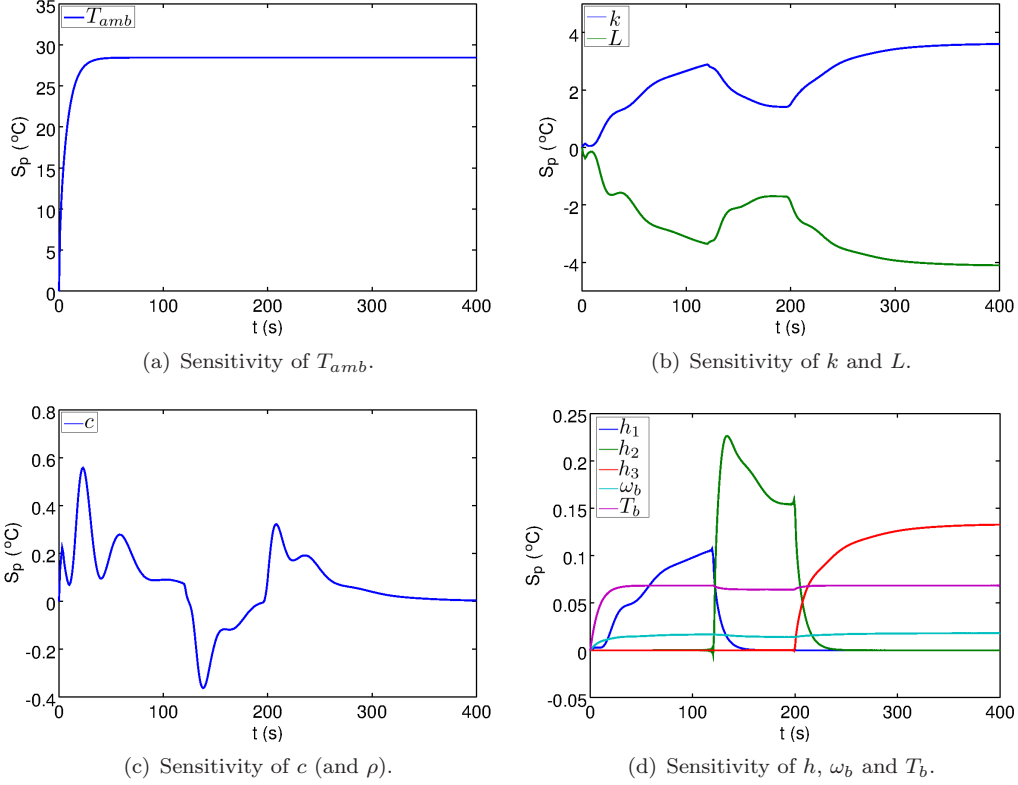 35
30
25
20
15
10
5
0
S_p (°C)
T_amb
0 100 200 300 400
t (s)
(a) Sensitivity of T_amb.
4
2
0
-2
-4
S_p (°C)
k
L
0 100 200 300 400
t (s)
(b) Sensitivity of k and L.
0.8
0.6
0.4
0.2
0
-0.2
-0.4
S_p (°C)
c
0 100 200 300 400
t (s)
(c) Sensitivity of c (and ρ).
0.25
0.2
0.15
0.1
0.05
0
-0.05
S_p (°C)
h_1
h_2
h_3
ω_b
T_b
0 100 200 300 400
t (s)
(d) Sensitivity of h, ω_b and T_b.